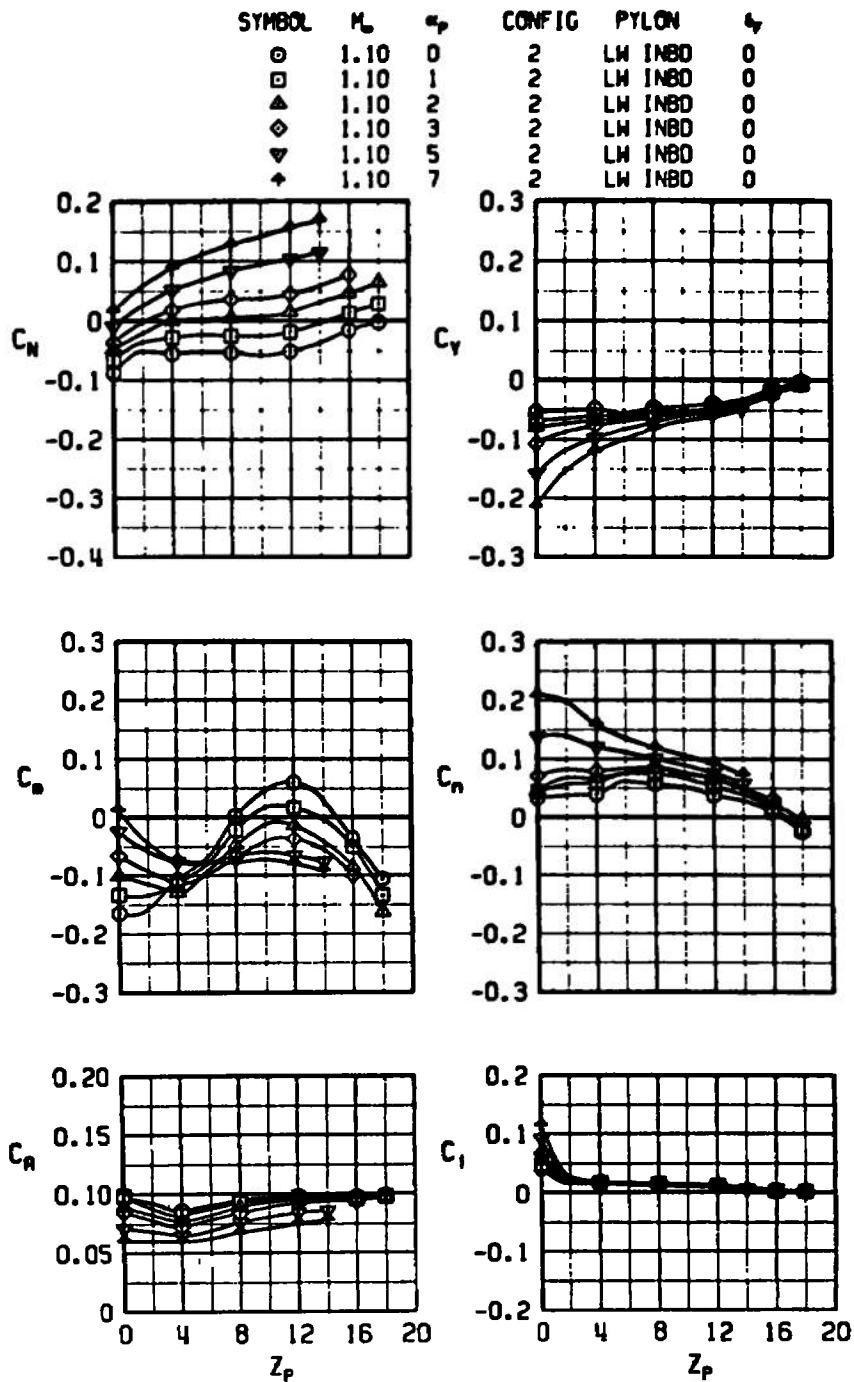 SYMBOL M∞ αp CONFIG PYLON δy
1.10 0 2 LW INBD 0
1.10 1 2 LW INBD 0
1.10 2 2 LW INBD 0
1.10 3 2 LW INBD 0
1.10 5 2 LW INBD 0
1.10 7 2 LW INBD 0
0.2
0.1
0
-0.1
-0.2
-0.3
-0.4
CN
0.3
0.2
0.1
0
-0.1
-0.2
-0.3
CY
0.3
0.2
0.1
0
-0.1
-0.2
-0.3
Cm
0.3
0.2
0.1
0
-0.1
-0.2
-0.3
Cn
0.20
0.15
0.10
0.05
0
CA
0 4 8 12 16 20
ZP
0.2
0.1
0
-0.1
-0.2
Cl
0 4 8 12 16 20
ZP